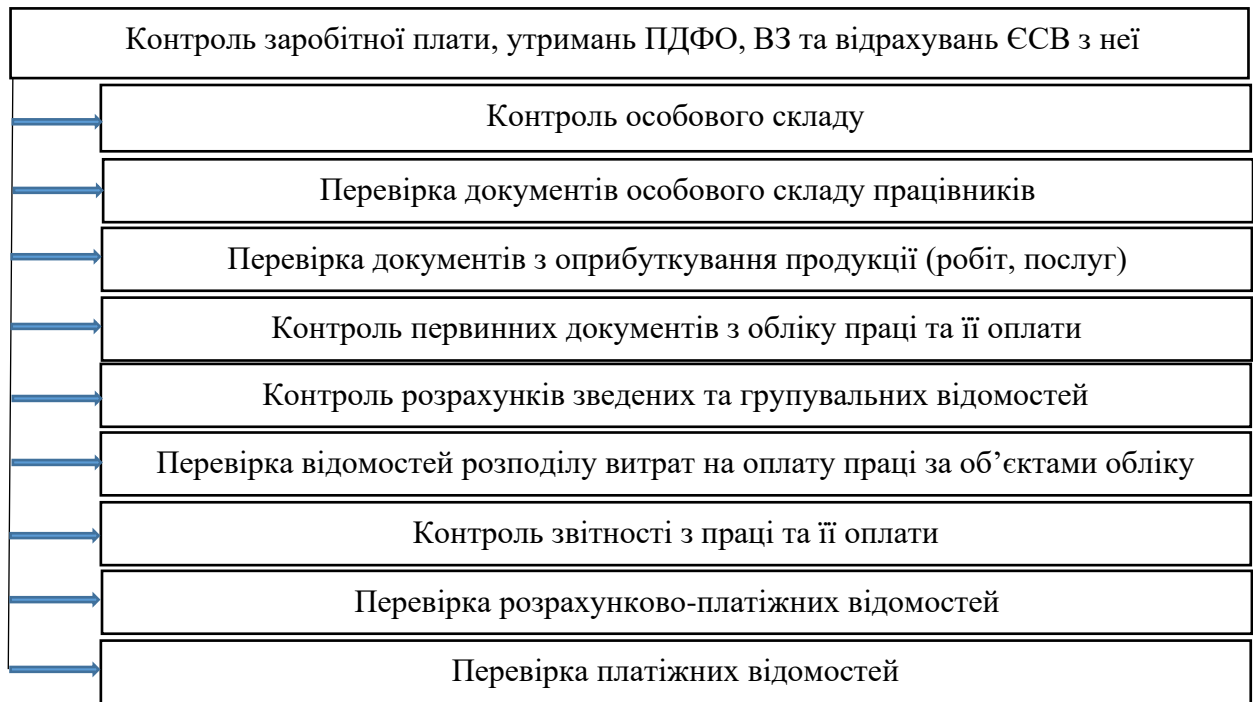 Контроль заробітної плати, утримань ПДФО, ВЗ та відрахувань ЄСВ з неї
Контроль особового складу
Перевірка документів особового складу працівників
Перевірка документів з оприбуткування продукції (робіт, послуг)
Контроль первинних документів з обліку праці та її оплати
Контроль розрахунків зведених та групувальних відомостей
Перевірка відомостей розподілу витрат на оплату праці за об’єктами обліку
Контроль звітності з праці та її оплати
Перевірка розрахунково-платіжних відомостей
Перевірка платіжних відомостей